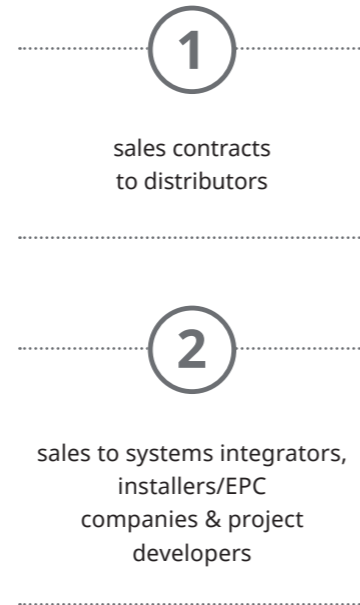 1
sales contracts
to distributors
2
sales to systems integrators,
installers/EPC
companies & project
developers